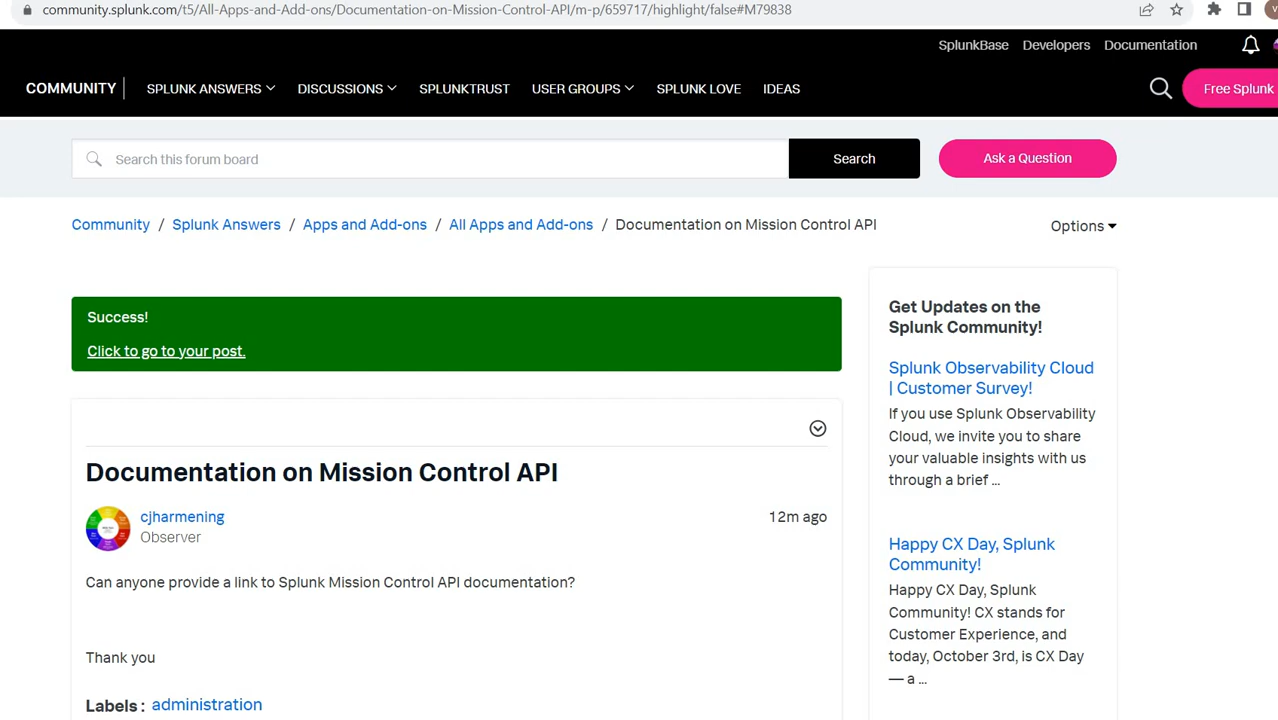 community.splunk.com/t5/All-Apps-and-Add-ons/Documentation-on-Mission-Control-API/m-p/659717/highlight/false#M79838
SplunkBase Developers Documentation
COMMUNITY SPLUNK ANSWERS DISCUSSIONS SPLUNKTRUST USER GROUPS SPLUNK LOVE IDEAS Free Splunk
Search this forum board Search Ask a Question
Community / Splunk Answers / Apps and Add-ons / All Apps and Add-ons / Documentation on Mission Control API Options
Success!
Click to go to your post.
Documentation on Mission Control API
cjharmening 12m ago
Observer
Can anyone provide a link to Splunk Mission Control API documentation?
Thank you
Labels : administration
Get Updates on the
Splunk Community!
Splunk Observability Cloud
| Customer Survey!
If you use Splunk Observability
Cloud, we invite you to share
your valuable insights with us
through a brief ...
Happy CX Day, Splunk
Community!
Happy CX Day, Splunk
Community! CX stands for
Customer Experience, and
today, October 3rd, is CX Day
— a ...